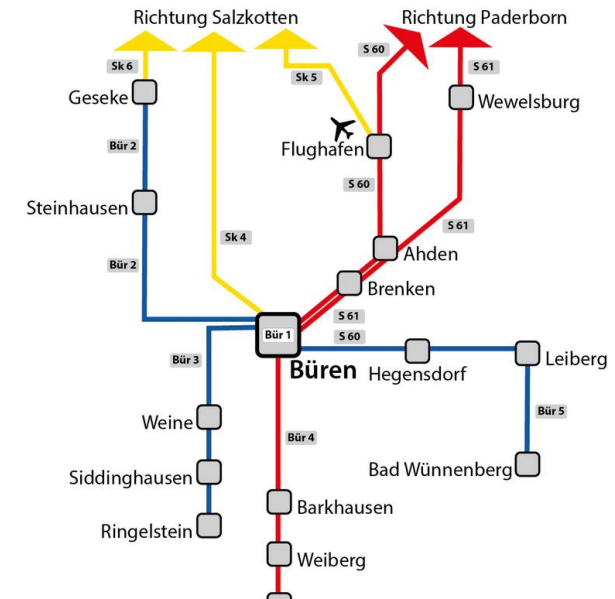 Richtung Salzkotten
Richtung Paderborn
S 60
Sk 6
Sk 5
S 61
Geseke
Wewelsburg
Bür 2
Flughafen
S 60
Steinhausen
S 61
Sk 4
Ahden
Bür 2
Brenken
S 61
Bür 1
S 60
Büren
Bür 3
Hegensdorf
Leiberg
Bür 5
Weine
Bür 4
Bad Wünnenberg
Siddinghausen
Barkhausen
Ringelstein
Weiberg